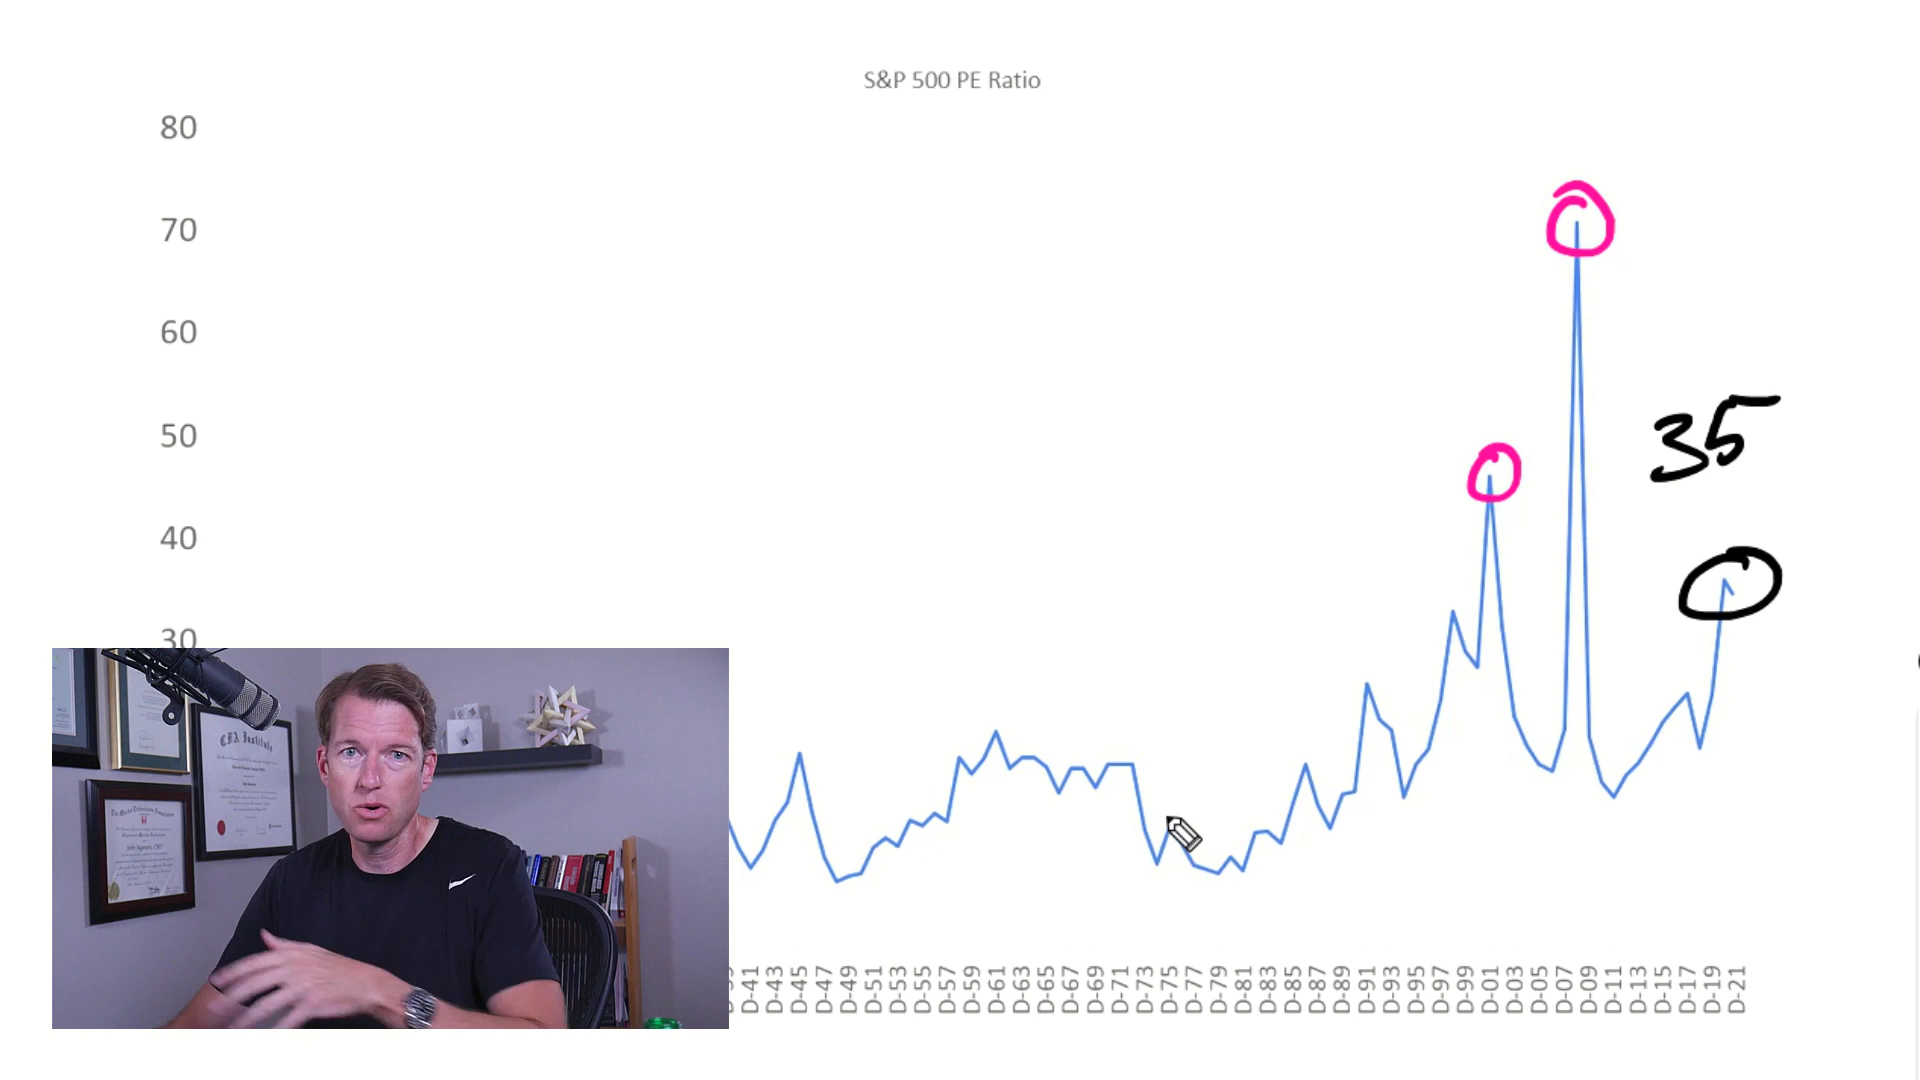 S&P 500 PE Ratio
80
70
60
50
40
30
35
CFA Institute
D-41
D-43
D-45
D-47
D-49
D-51
D-53
D-55
D-57
D-59
D-61
D-63
D-65
D-67
D-69
D-71
D-73
D-75
D-77
D-79
D-81
D-83
D-85
D-87
D-89
D-91
D-93
D-95
D-97
D-99
D-01
D-03
D-05
D-07
D-09
D-11
D-13
D-15
D-17
D-19
D-21